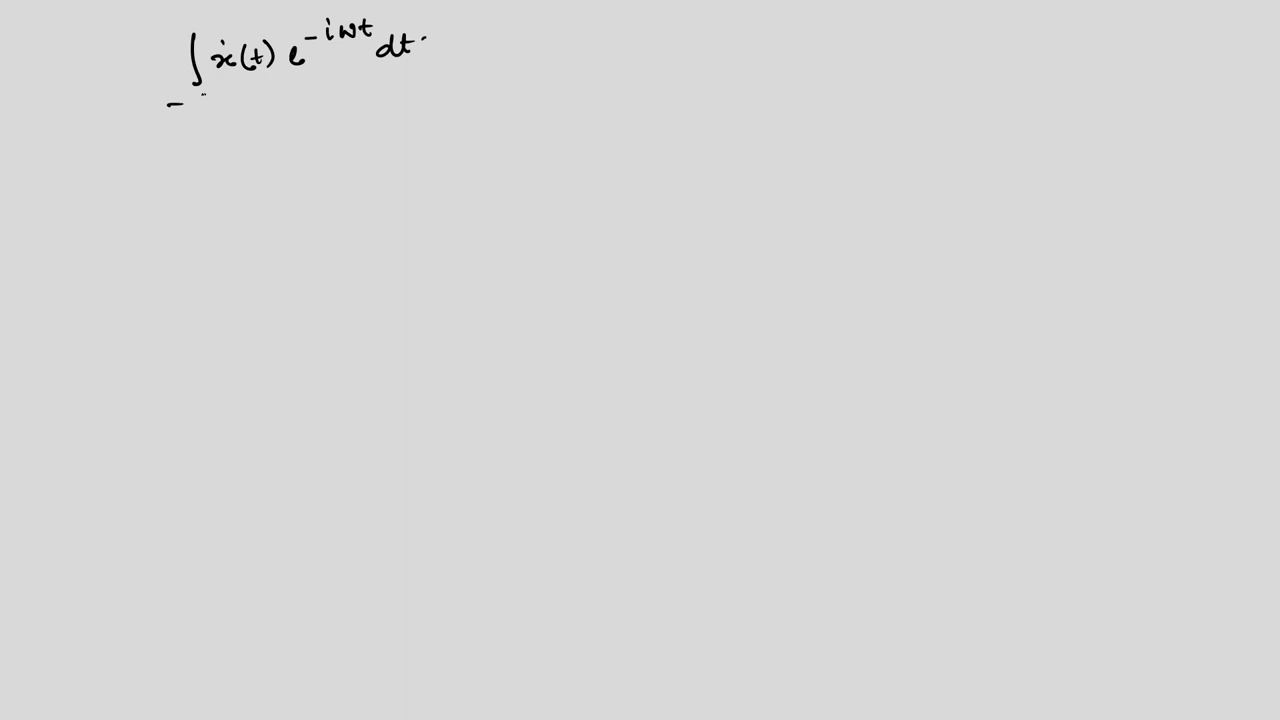 ∫ ẋ(t) e^{-iωt} dt.
-